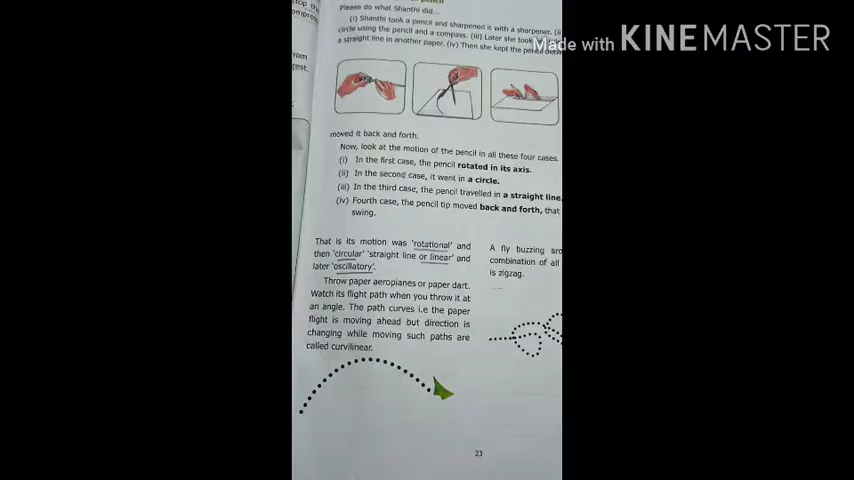 Please do what Shanthi did...
(i) Shanthi took a pencil and sharpened it with a sharpener.
circle using the pencil and a compass. (iii) Later she took
a straight line in another paper. (iv) Then she kept the pencil
Made with KINEMASTER
moved it back and forth.
Now, look at the motion of the pencil in all these four cases.
(i) In the first case, the pencil rotated in its axis.
(ii) In the second case, it went in a circle.
(iii) In the third case, the pencil travelled in a straight line.
(iv) Fourth case, the pencil tip moved back and forth, that
swing.
That is its motion was 'rotational' and
then 'circular' 'straight line or linear' and
later 'oscillatory'.
Throw paper aeroplanes or paper dart.
Watch its flight path when you throw it at
an angle. The path curves i.e the paper
flight is moving ahead but direction is
changing while moving such paths are
called curvilinear.
A fly buzzing
combination of all
is zigzag.
23